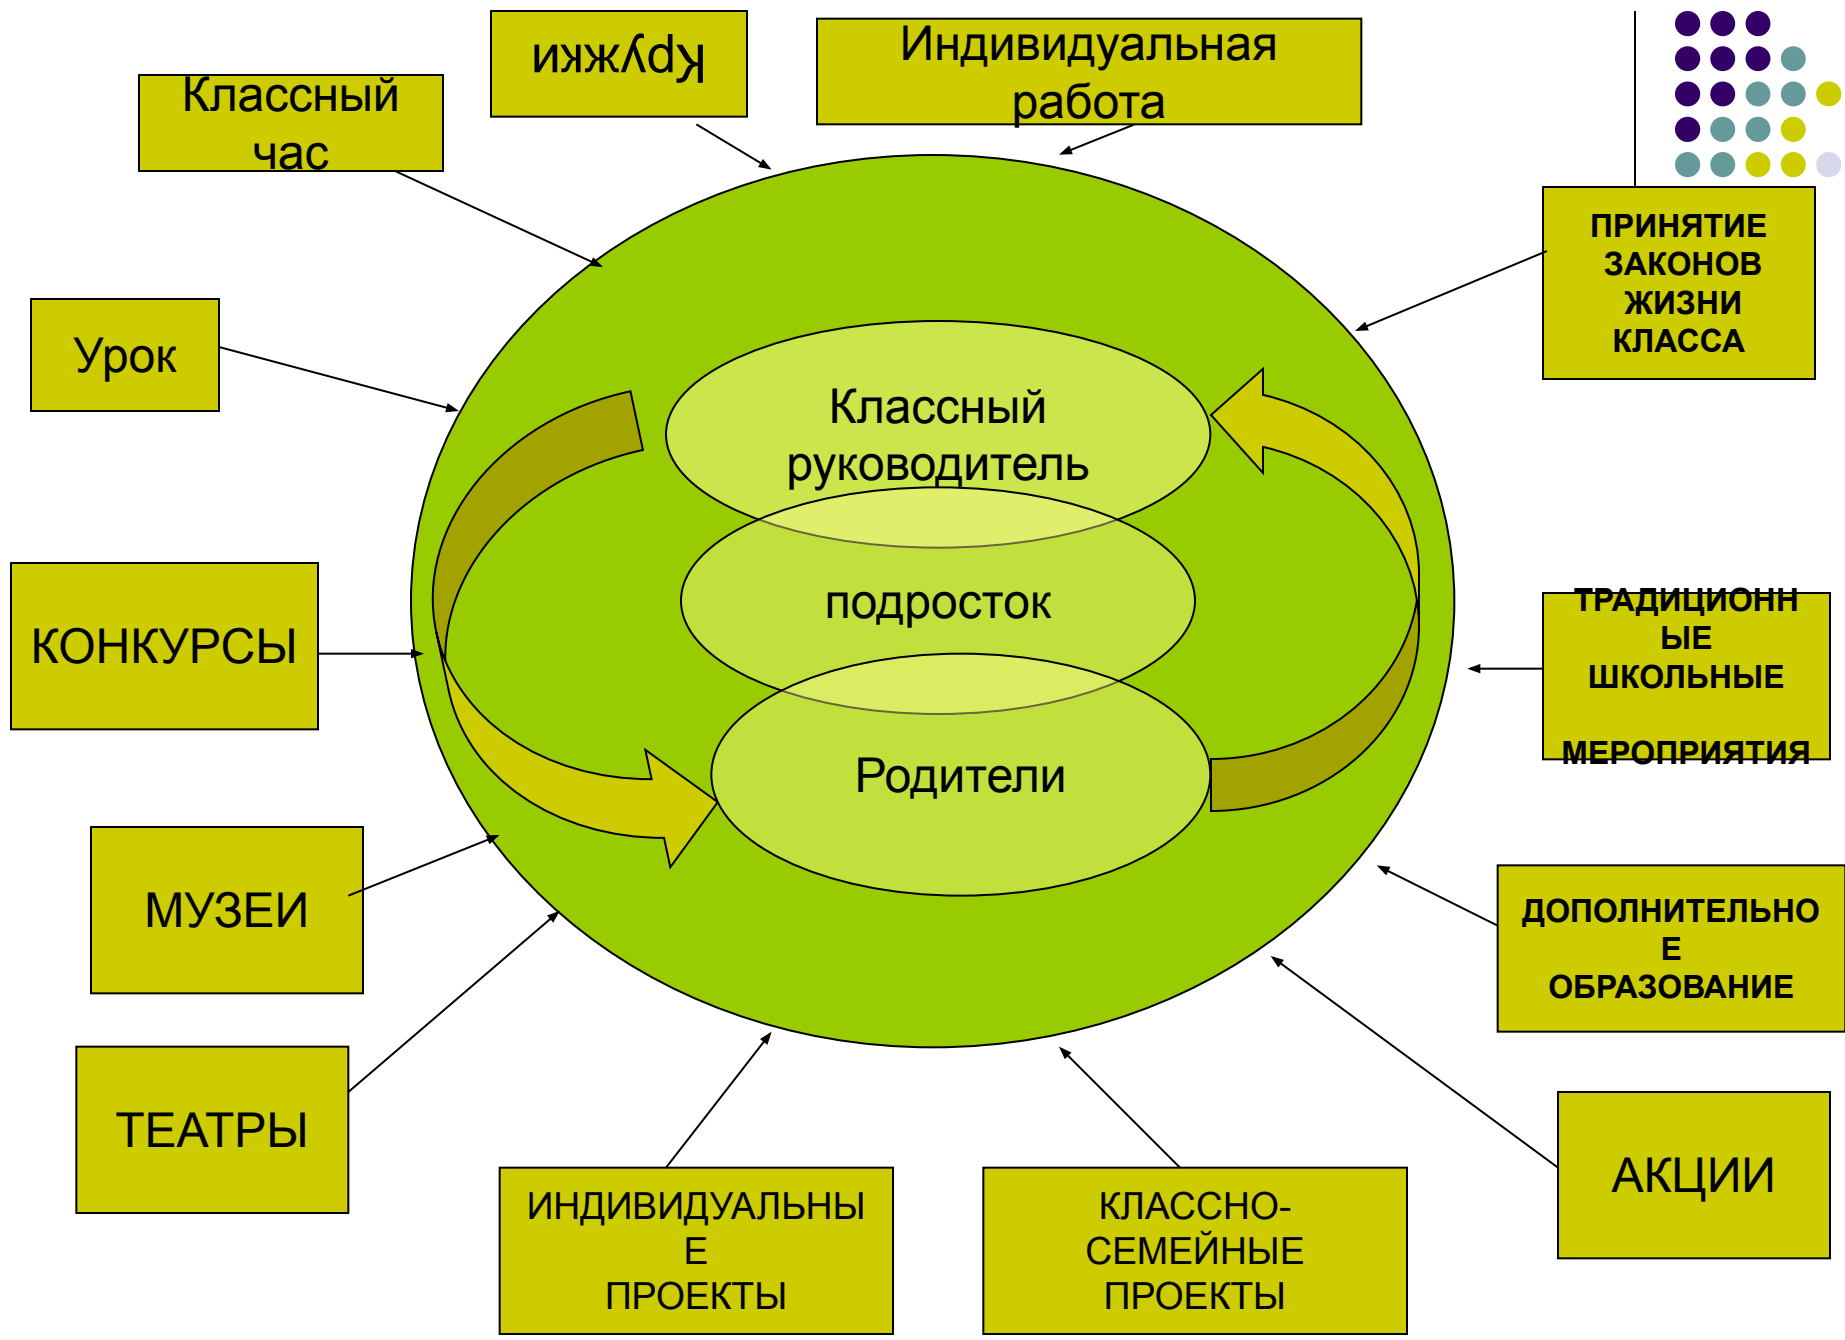 Кружки
Индивидуальная
работа
Классный
час
ПРИНЯТИЕ
ЗАКОНОВ
ЖИЗНИ
КЛАССА
Урок
Классный
руководитель
подросток
Родители
КОНКУРСЫ
ТРАДИЦИОНН
ЫЕ
ШКОЛЬНЫЕ
МЕРОПРИЯТИЯ
МУЗЕИ
ДОПОЛНИТЕЛЬНО
Е
ОБРАЗОВАНИЕ
ТЕАТРЫ
АКЦИИ
ИНДИВИДУАЛЬНЫ
Е
ПРОЕКТЫ
КЛАССНО-
СЕМЕЙНЫЕ
ПРОЕКТЫ